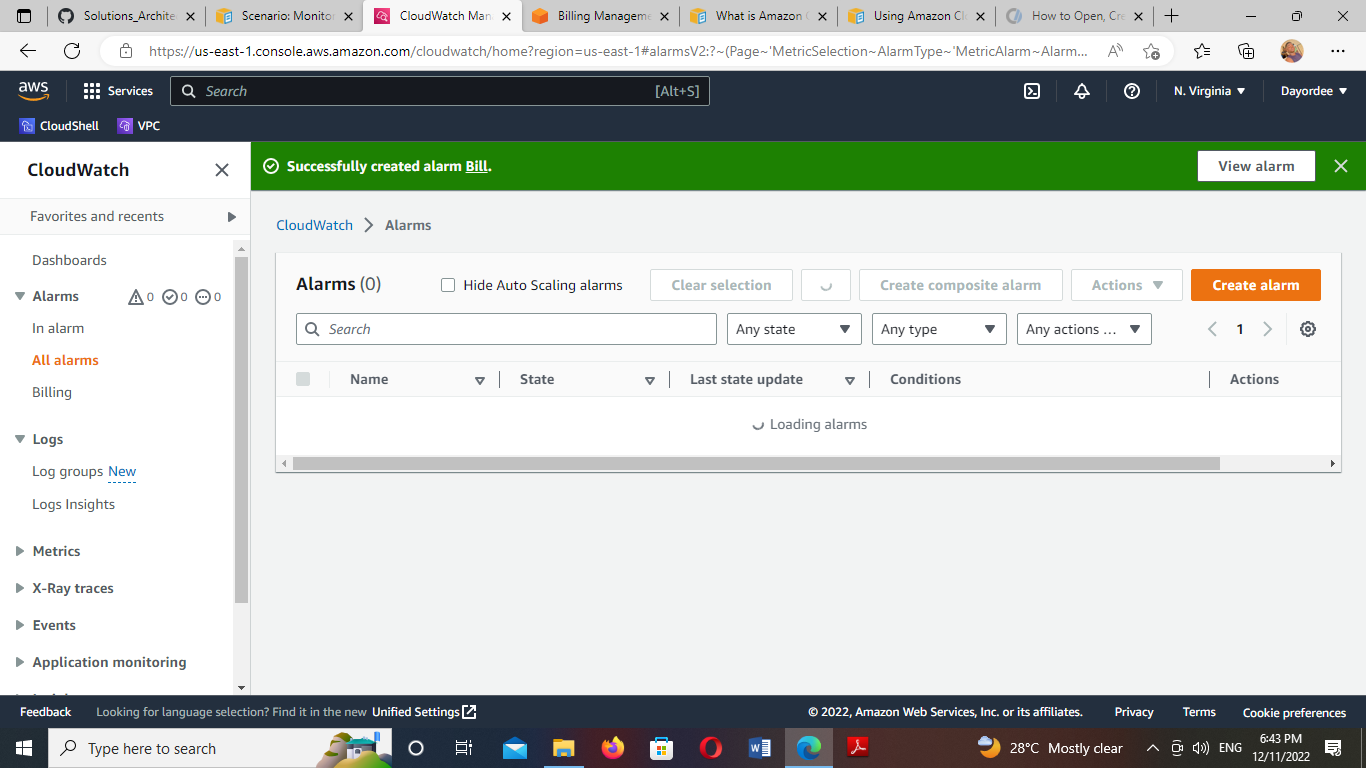 Solutions_Archite
Scenario: Monitor
CloudWatch Man
Billing Manageme
What is Amazon
Using Amazon Cl
How to Open, Cre
https://us-east-1.console.aws.amazon.com/cloudwatch/home?region=us-east-1#alarmsV2:?~(Page~'MetricSelection~AlarmType~'MetricAlarm~Alarm...
aws
Services
Search
[Alt+S]
N. Virginia
Dayordee
CloudShell
VPC
CloudWatch
Successfully created alarm Bill.
View alarm
Favorites and recents
CloudWatch
Alarms
Dashboards
Alarms 0 0 0
In alarm
All alarms
Billing
Logs
Log groups New
Logs Insights
Metrics
X-Ray traces
Events
Application monitoring
Alarms (0)
Hide Auto Scaling alarms
Clear selection
Create composite alarm
Actions
Create alarm
Search
Any state
Any type
Any actions ...
1
Name
State
Last state update
Conditions
Actions
Loading alarms
Feedback
Looking for language selection? Find it in the new Unified Settings
© 2022, Amazon Web Services, Inc. or its affiliates.
Privacy
Terms
Cookie preferences
Type here to search
28°C Mostly clear
ENG
6:43 PM
12/11/2022